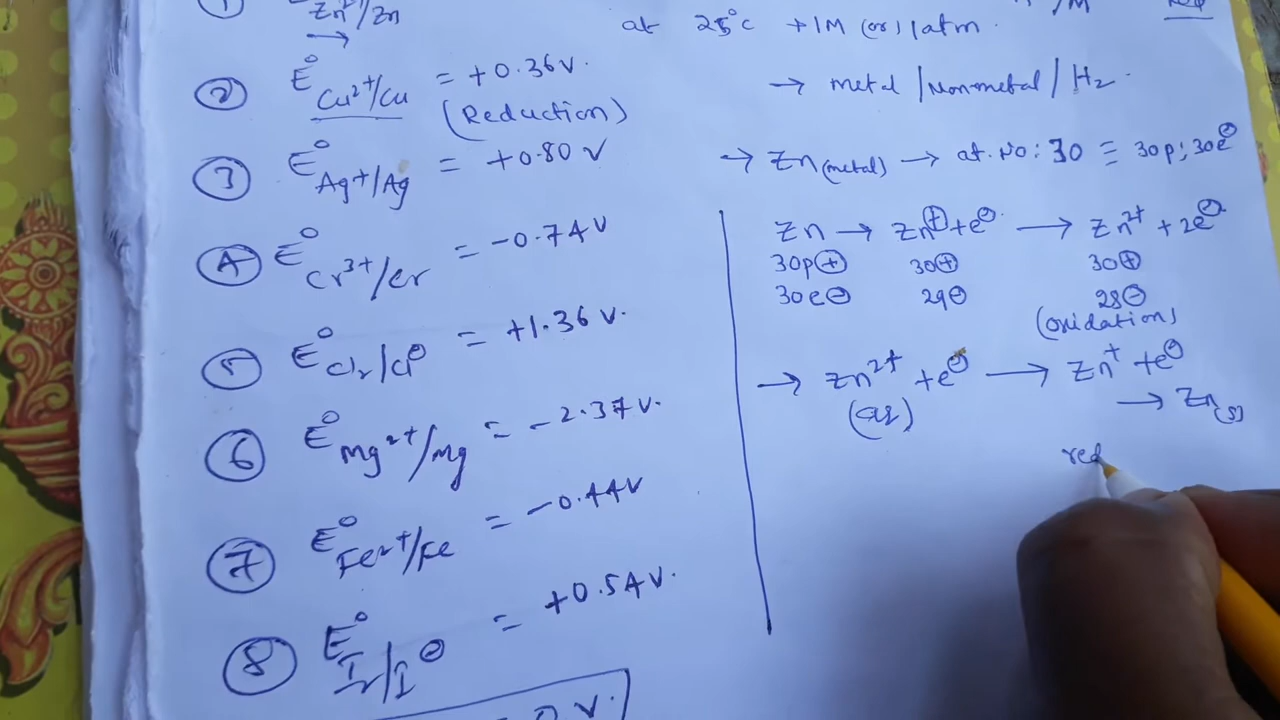 ① E° Zn²⁺/Zn
→
② E° Cu²⁺/Cu = +0.36V.
(Reduction)
③ E° Ag⁺/Ag = +0.80 V
④ E° Cr³⁺/Cr = -0.74V
⑤ E° Cl₂/Cl⊖ = +1.36 V.
⑥ E° Mg²⁺/Mg = -2.37V.
⑦ E° Fe²⁺/Fe = -0.44V
⑧ E° I₂/I⊖ = +0.54V.
0 V.
at 25°C +1M (or) 1atm.
→ metal /Nonmetal / H₂.
→ Zn(metal) → at. No: 30 ≡ 30p; 30e⊖
Zn → Zn⊕ + e⊖. → Zn²⁺ + 2e⊖
30p⊕ 30⊕ 30⊕
30e⊖ 29⊖ 28⊖
(oxidation)
→ Zn²⁺ + e⊖ → Zn⁺ + e⊖
(aq) → Zn(s)
red